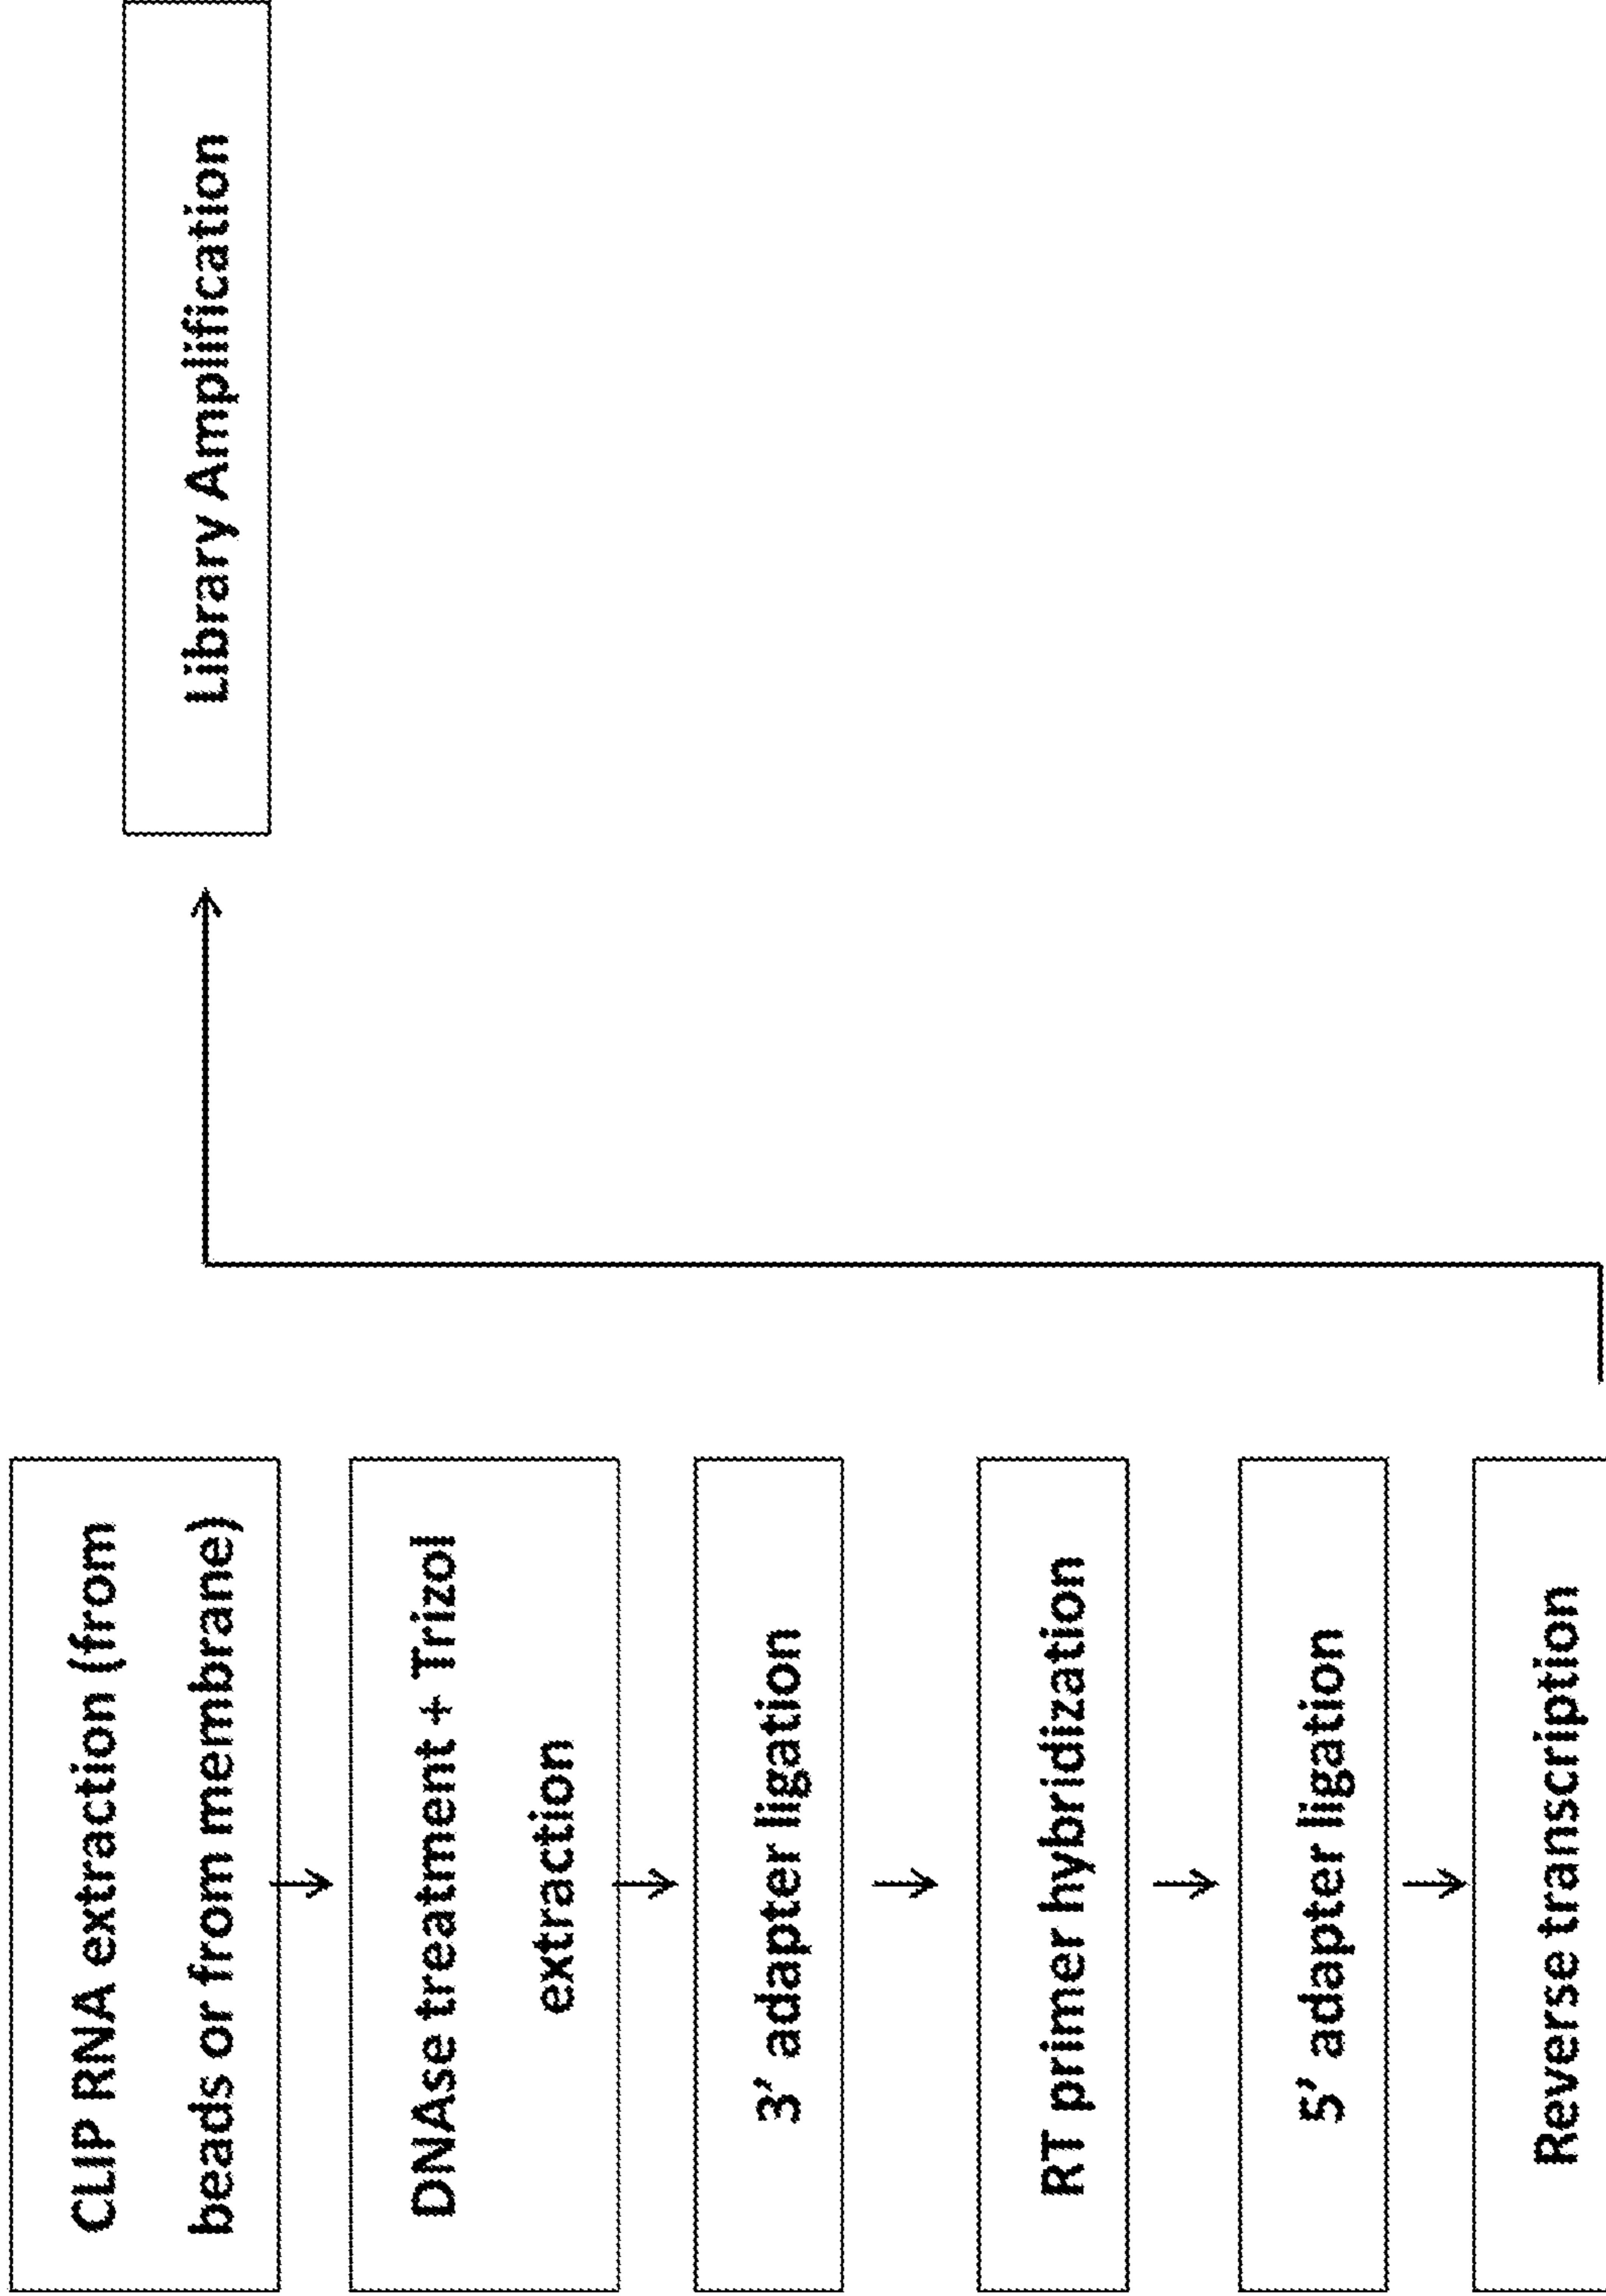 CLIP RNA extraction (from
beads or from membrane)
DNAse treatment + Trizol
extraction
3’ adapter ligation
RT primer hybridization
5’ adapter ligation
Reverse transcription
Library Amplification